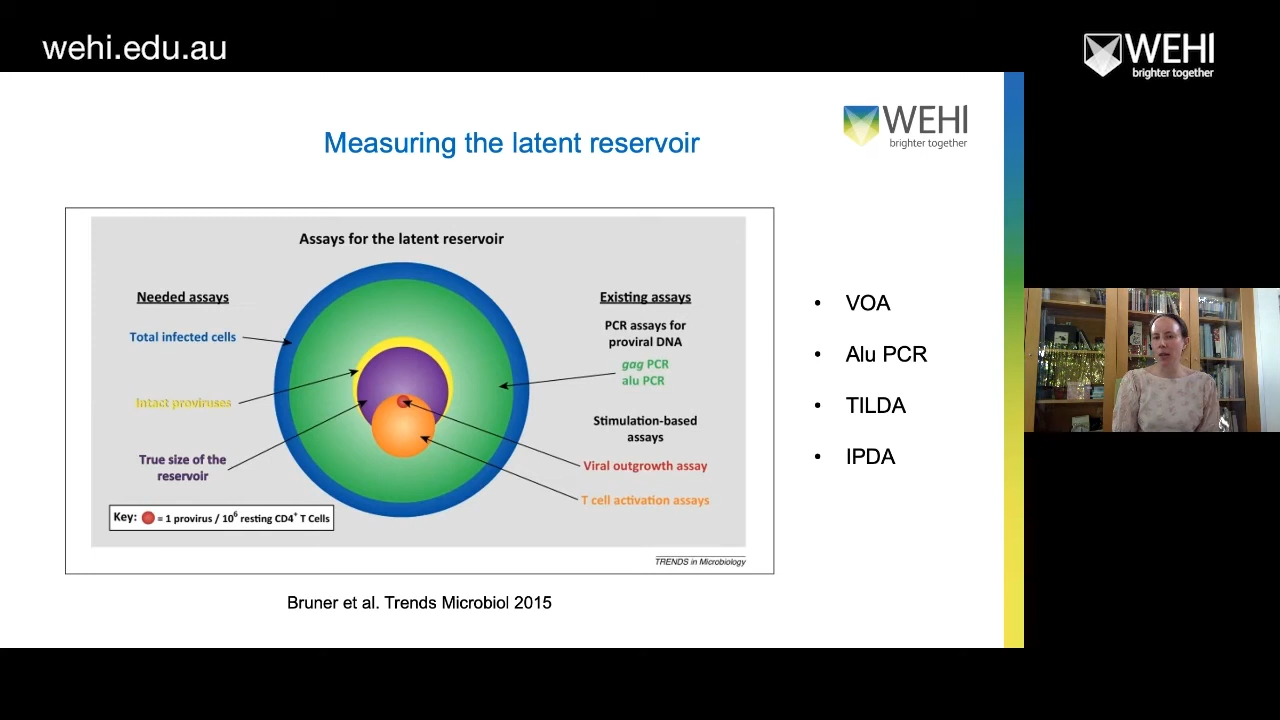 wehi.edu.au
WEHI
brighter together
WEHI
brighter together
Measuring the latent reservoir
Assays for the latent reservoir
Needed assays
Total infected cells
Intact proviruses
True size of the
reservoir
Key: = 1 provirus / 10⁶ resting CD4⁺ T Cells
Existing assays
PCR assays for
proviral DNA
gag PCR
alu PCR
Stimulation-based
assays
Viral outgrowth assay
T cell activation assays
TRENDS in Microbiology
Bruner et al. Trends Microbiol 2015
• VOA
• Alu PCR
• TILDA
• IPDA